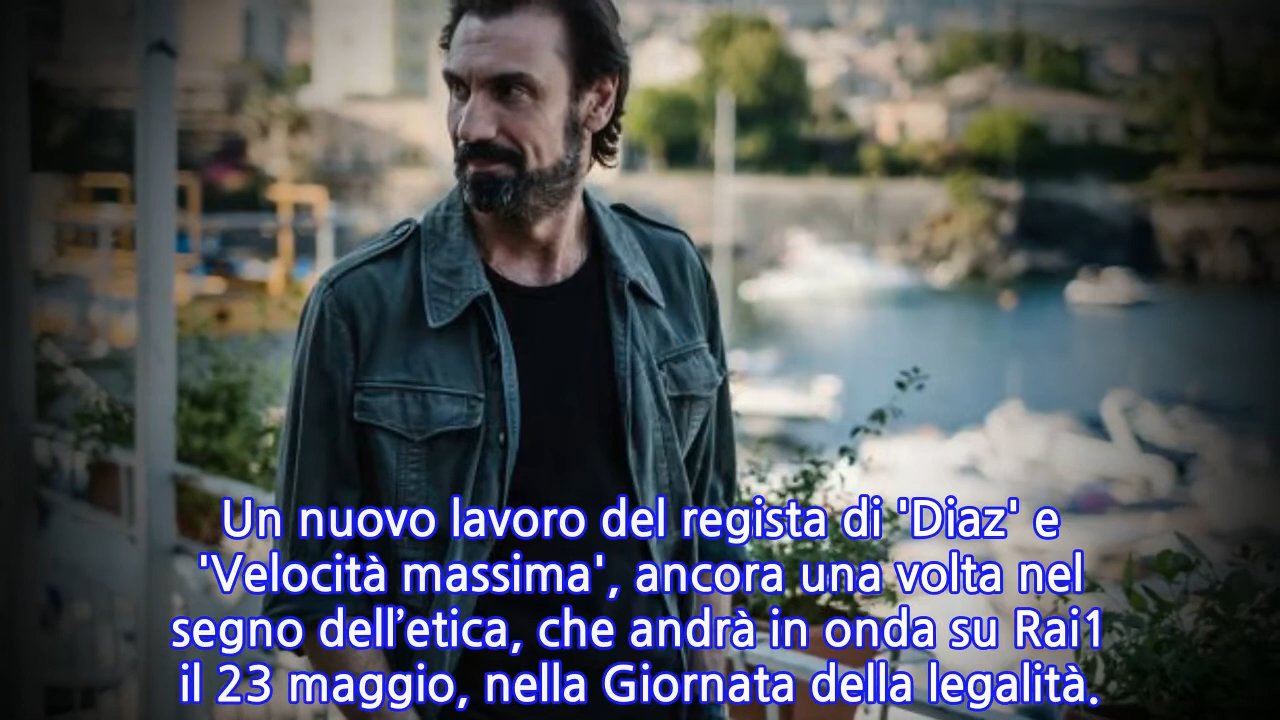 Un nuovo lavoro del regista di 'Diaz' e
'Velocità massima', ancora una volta nel
segno dell’etica, che andrà in onda su Rai1
il 23 maggio, nella Giornata della legalità.